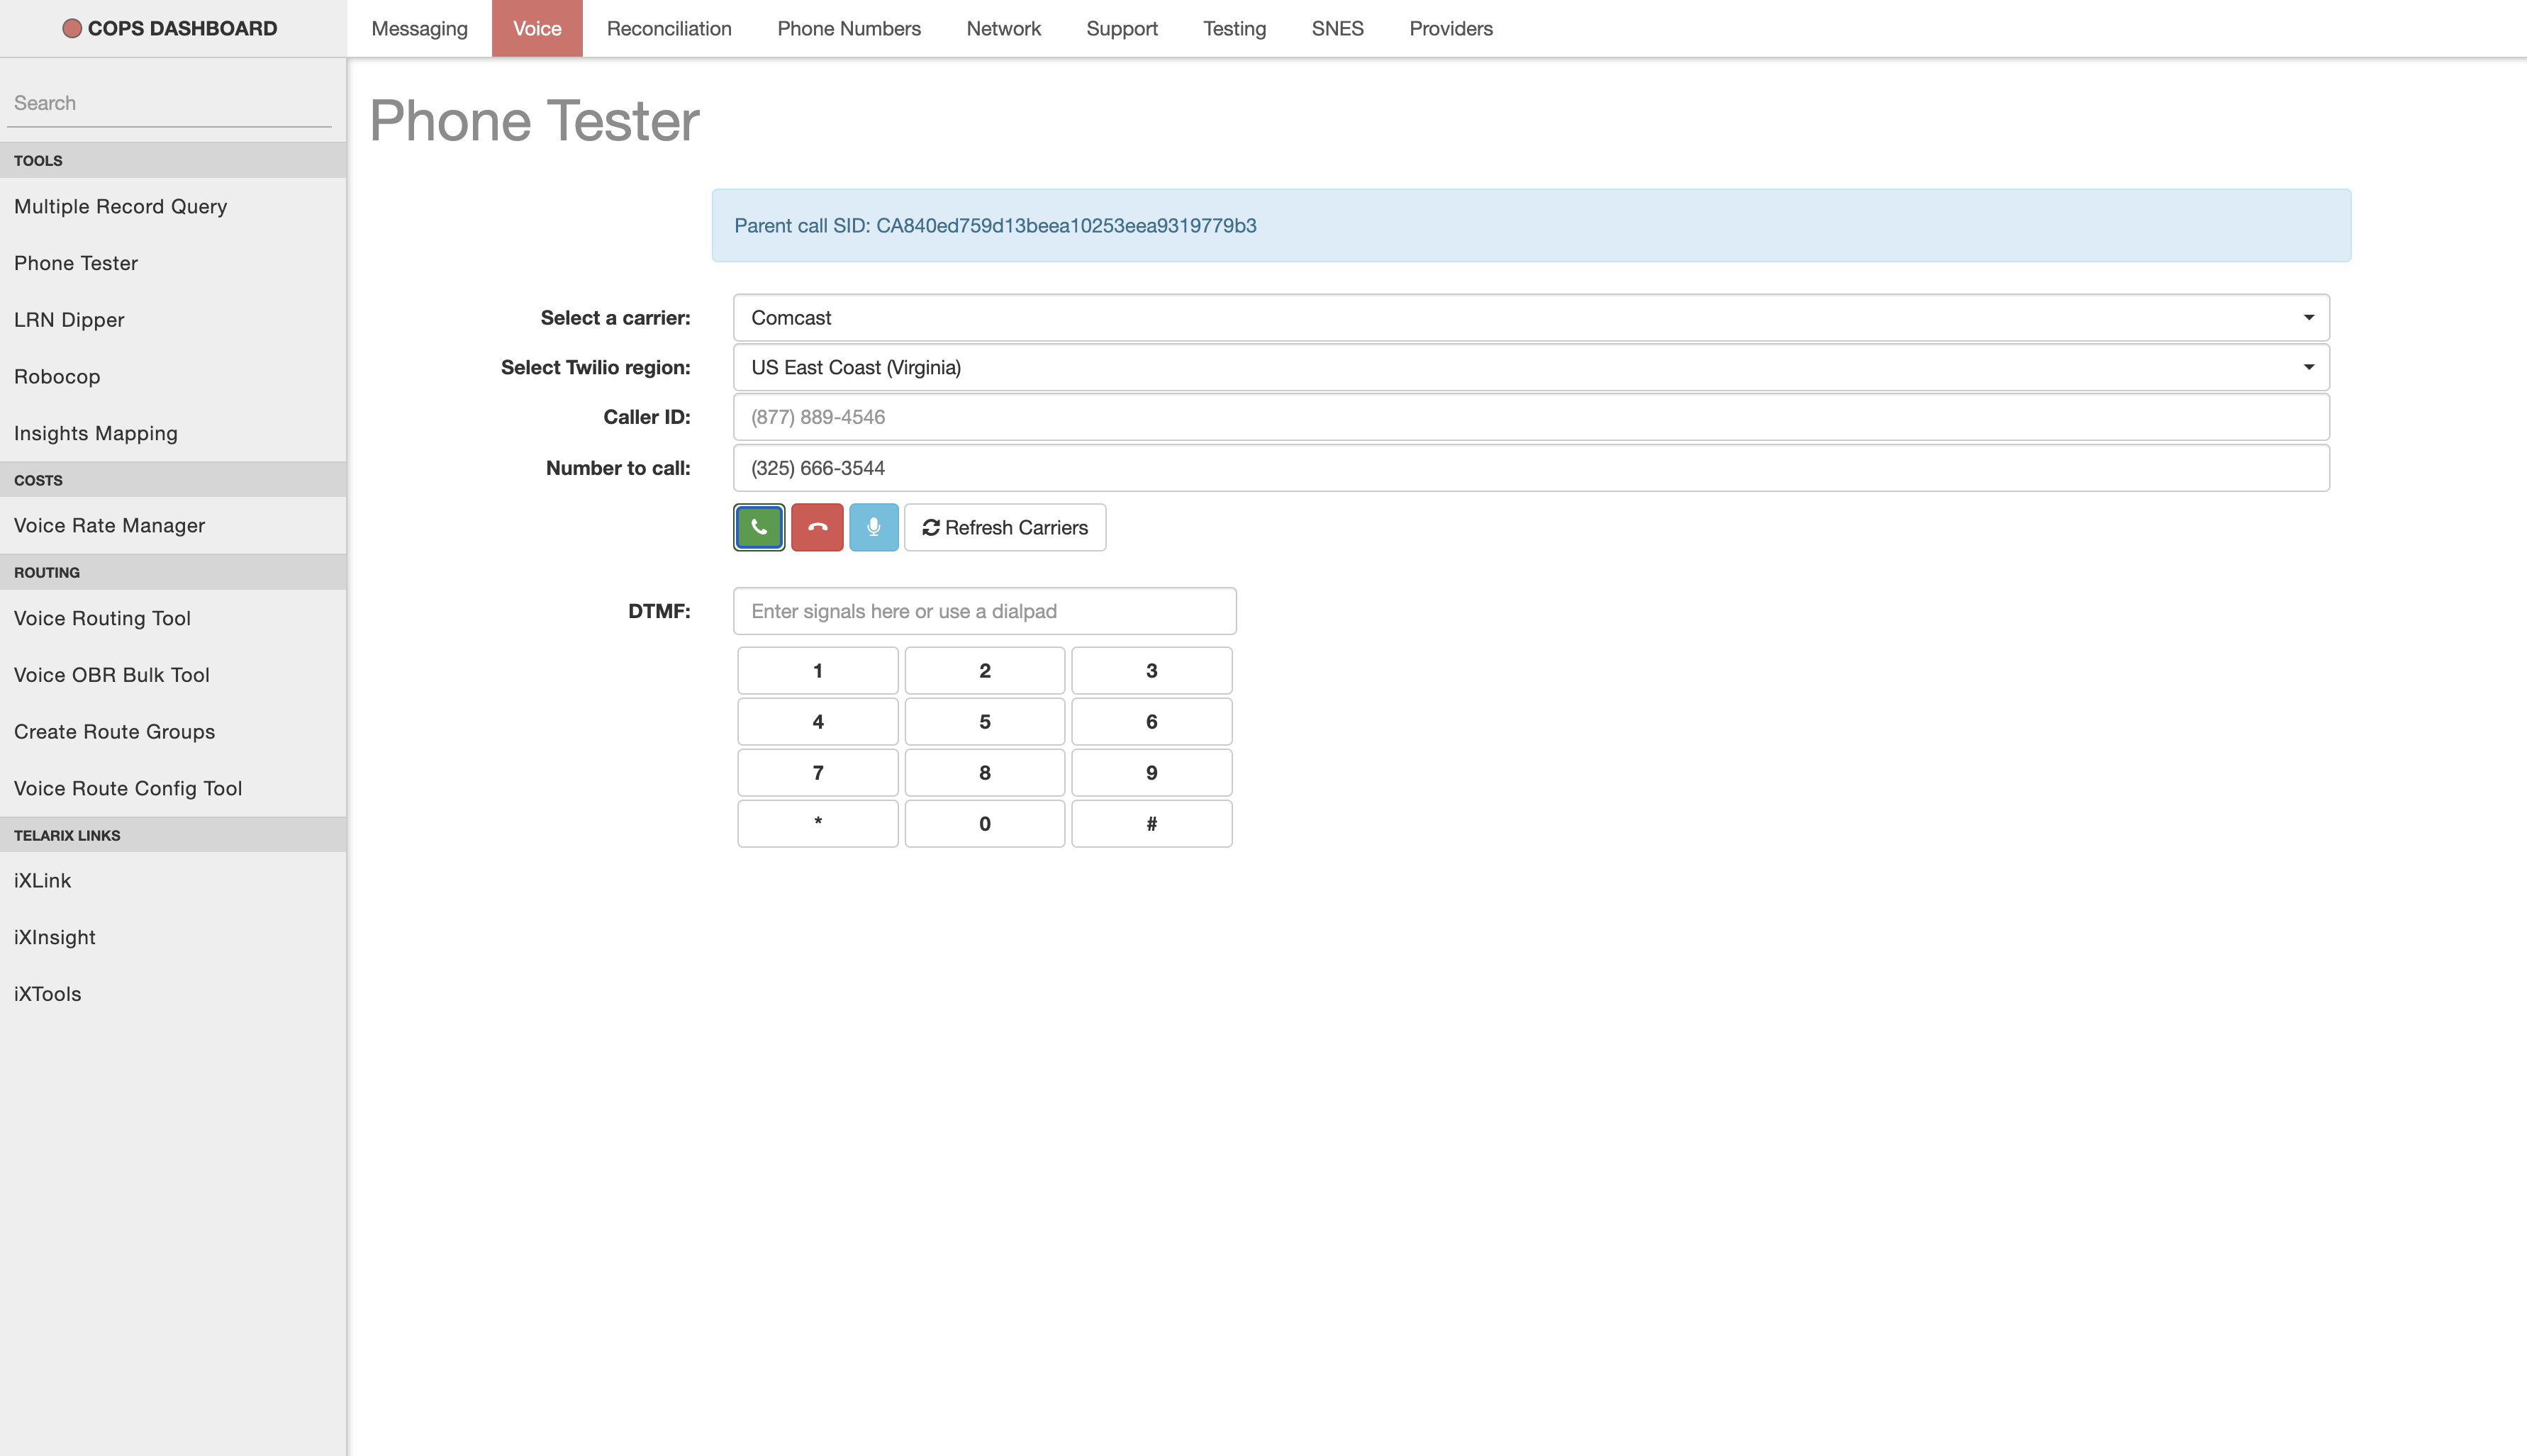 COPS DASHBOARD
Messaging Voice Reconciliation Phone Numbers Network Support Testing SNES Providers
Search
TOOLS
Multiple Record Query
Phone Tester
LRN Dipper
Robocop
Insights Mapping
COSTS
Voice Rate Manager
ROUTING
Voice Routing Tool
Voice OBR Bulk Tool
Create Route Groups
Voice Route Config Tool
TELARIX LINKS
iXLink
iXInsight
iXTools
Phone Tester
Parent call SID: CA840ed759d13beea10253eea9319779b3
Select a carrier: Comcast
Select Twilio region: US East Coast (Virginia)
Caller ID: (877) 889-4546
Number to call: (325) 666-3544
Refresh Carriers
DTMF: Enter signals here or use a dialpad
1 2 3
4 5 6
7 8 9
* 0 #